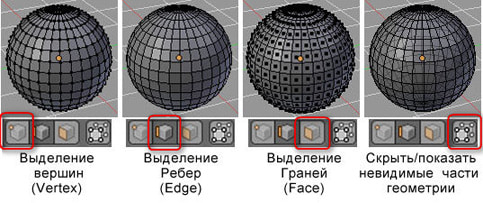 Выделение
вершин
(Vertex)
Выделение
Ребер
(Edge)
Выделение
Граней
(Face)
Скрыть/показать
невидимые части
геометрии